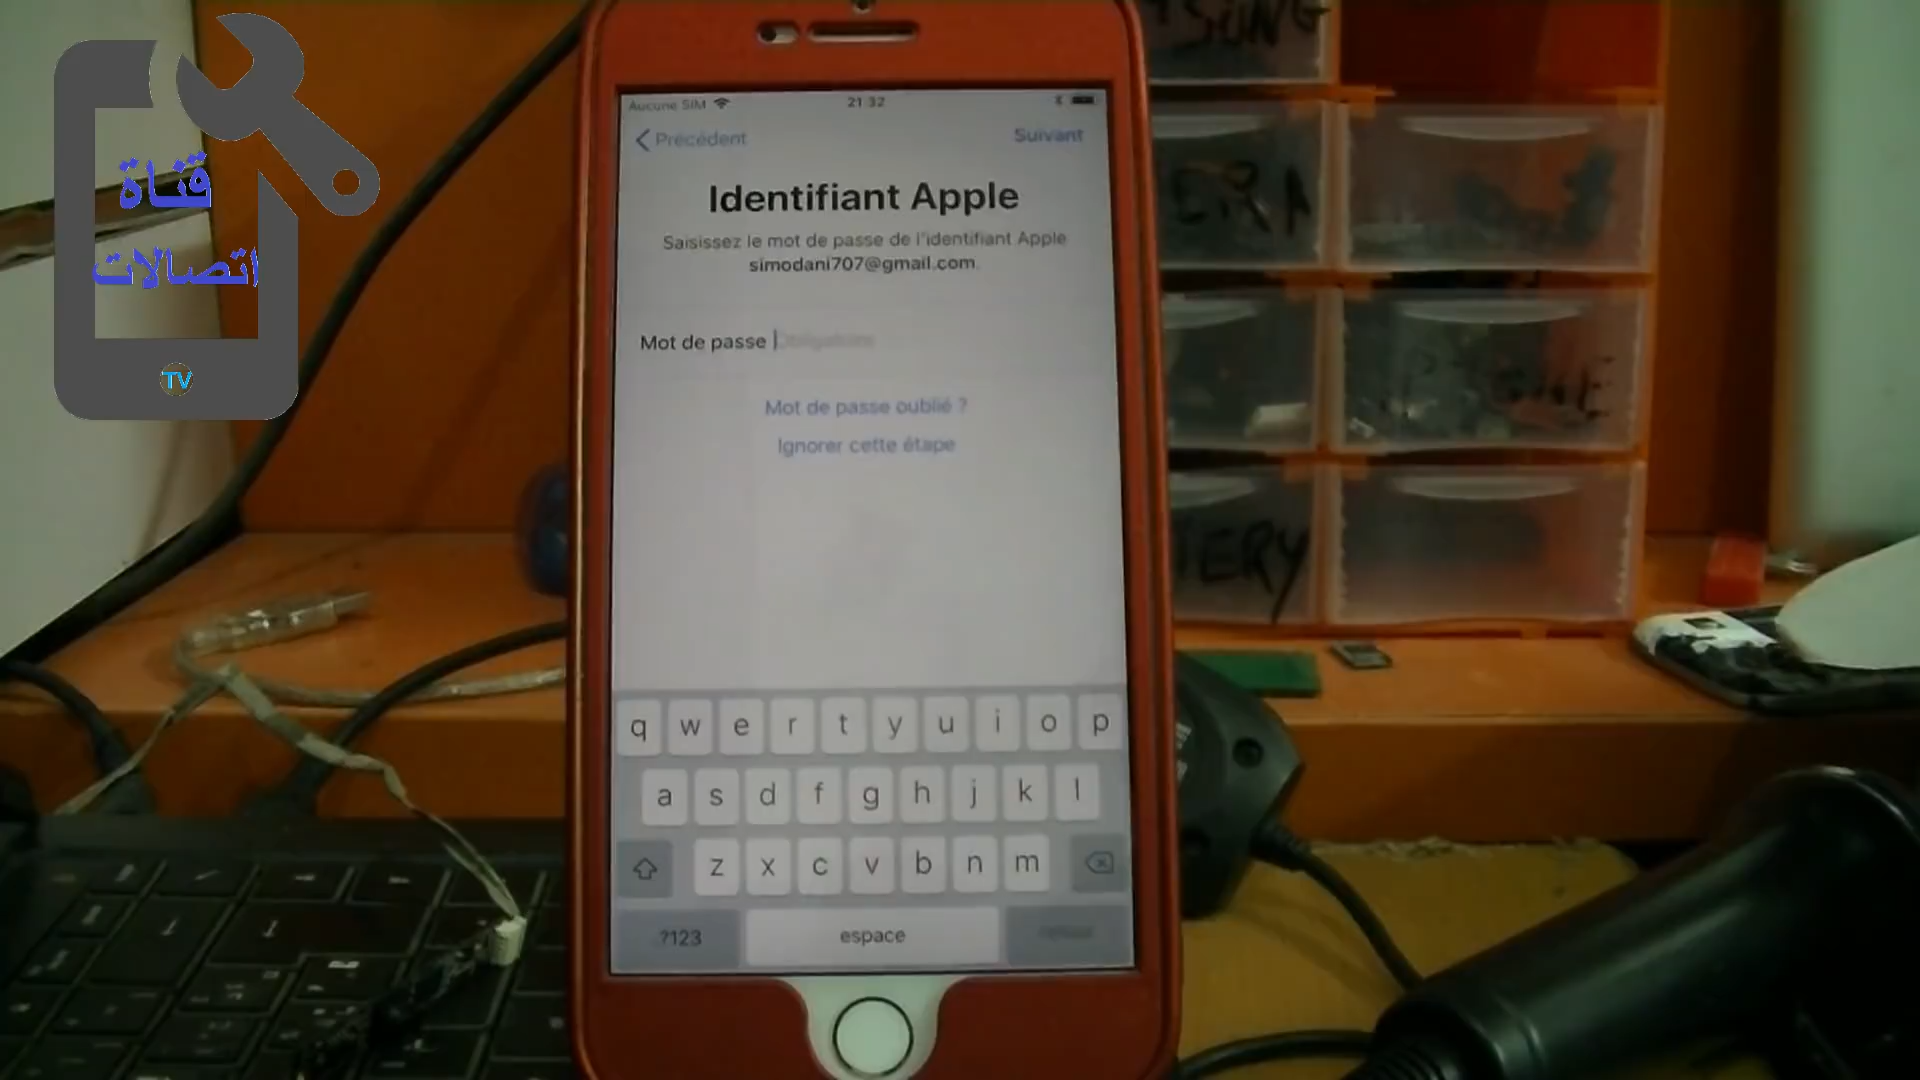 قناة
اتصالات
TV
Aucune SIM
21:32
Précédent
Suivant
Identifiant Apple
Saisissez le mot de passe de l'identifiant Apple
simodani707@gmail.com.
Mot de passe
Mot de passe oublié ?
Ignorer cette étape
q w e r t y u i o p
a s d f g h j k l
z x c v b n m
.?123
espace